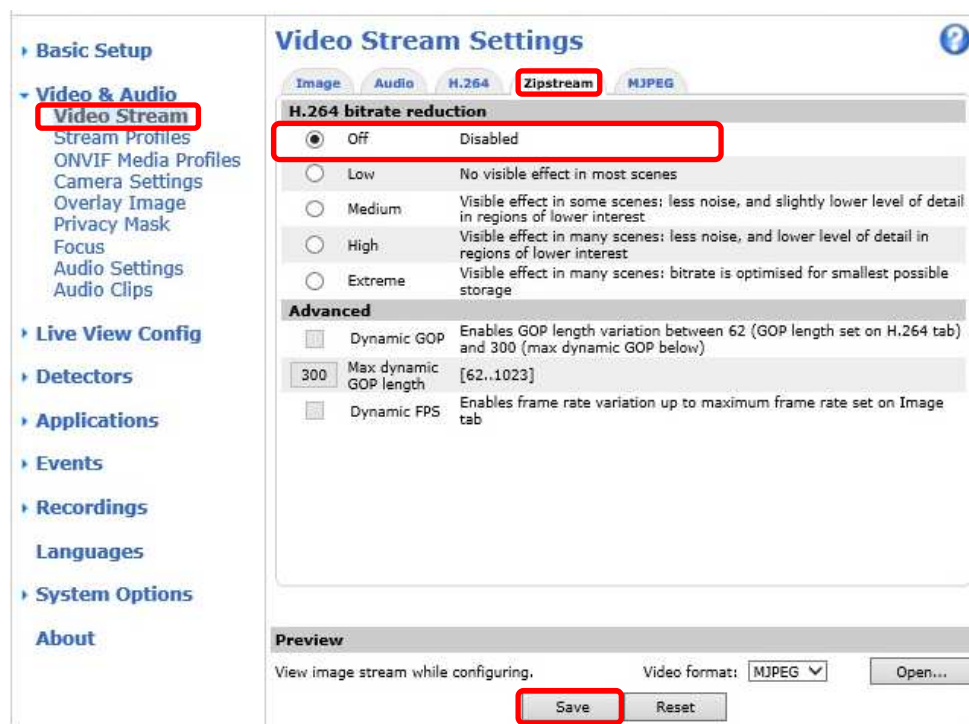 Basic Setup
Video & Audio
Video Stream
Stream Profiles
ONVIF Media Profiles
Camera Settings
Overlay Image
Privacy Mask
Focus
Audio Settings
Audio Clips
Live View Config
Detectors
Applications
Events
Recordings
Languages
System Options
About
Video Stream Settings
?
Image Audio H.264 Zipstream MJPEG
H.264 bitrate reduction
Off Disabled
Low No visible effect in most scenes
Medium Visible effect in some scenes: less noise, and slightly lower level of detail
in regions of lower interest
High Visible effect in many scenes: less noise, and lower level of detail in
regions of lower interest
Extreme Visible effect in many scenes: bitrate is optimised for smallest possible
storage
Advanced
Dynamic GOP Enables GOP length variation between 62 (GOP length set on H.264 tab)
and 300 (max dynamic GOP below)
300 Max dynamic
GOP length [62..1023]
Dynamic FPS Enables frame rate variation up to maximum frame rate set on Image
tab
Preview
View image stream while configuring. Video format: MJPEG Open...
Save Reset